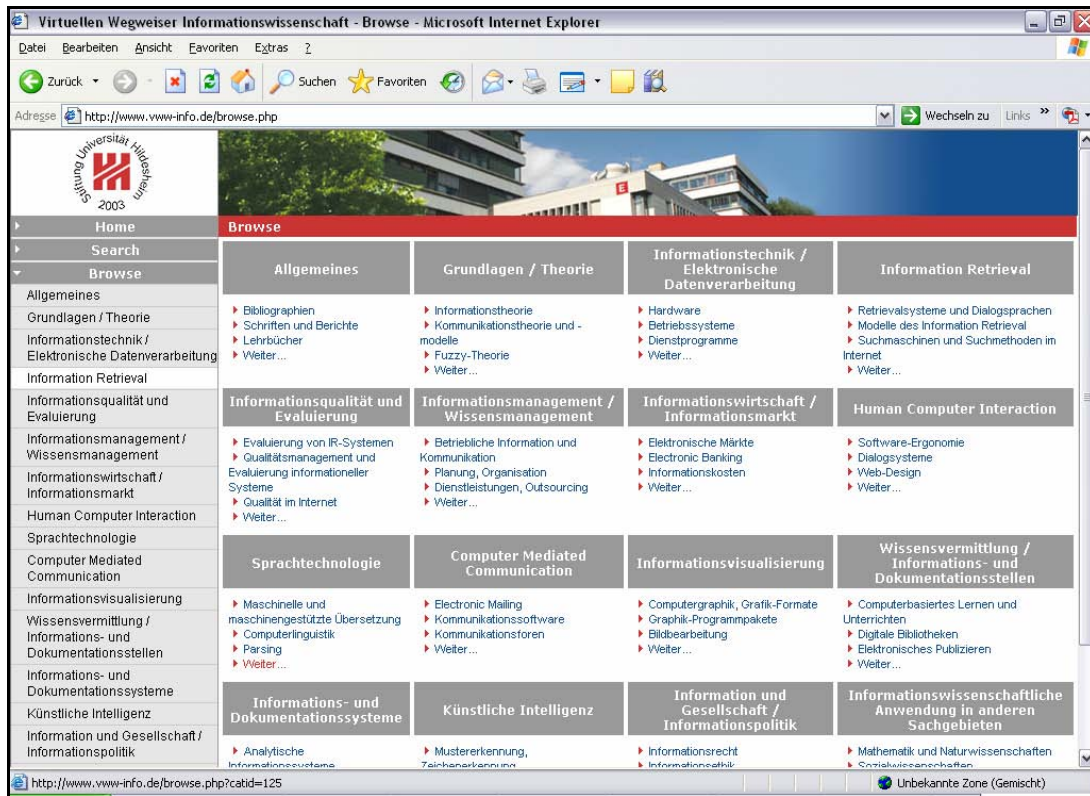 Virtuellen Wegweiser Informationswissenschaft - Browse - Microsoft Internet Explorer
Datei Bearbeiten Ansicht Favoriten Extras ?
Zurück Suchen Favoriten
Adresse http://www.vww-info.de/browse.php Wechseln zu Links »
Stiftung Universität Hildesheim
2003
E
Home
Search
Browse
Allgemeines
Grundlagen / Theorie
Informationstechnik /
Elektronische Datenverarbeitung
Information Retrieval
Informationsqualität und
Evaluierung
Informationsmanagement /
Wissensmanagement
Informationswirtschaft /
Informationsmarkt
Human Computer Interaction
Sprachtechnologie
Computer Mediated
Communication
Informationsvisualisierung
Wissensvermittlung /
Informations- und
Dokumentationsstellen
Informations- und
Dokumentationssysteme
Künstliche Intelligenz
Information und Gesellschaft /
Informationspolitik
Browse
Allgemeines
Bibliographien
Schriften und Berichte
Lehrbücher
Weiter...
Grundlagen / Theorie
Informationstheorie
Kommunikationstheorie und -
modelle
Fuzzy-Theorie
Weiter...
Informationstechnik /
Elektronische
Datenverarbeitung
Hardware
Betriebssysteme
Dienstprogramme
Weiter...
Information Retrieval
Retrievalsysteme und Dialogsprachen
Modelle des Information Retrieval
Suchmaschinen und Suchmethoden im
Internet
Weiter...
Informationsqualität und
Evaluierung
Evaluierung von IR-Systemen
Qualitätsmanagement und
Evaluierung informationeller
Systeme
Qualität im Internet
Weiter...
Informationsmanagement /
Wissensmanagement
Betriebliche Information und
Kommunikation
Planung, Organisation
Dienstleistungen, Outsourcing
Weiter...
Informationswirtschaft /
Informationsmarkt
Elektronische Märkte
Electronic Banking
Informationskosten
Weiter...
Human Computer Interaction
Software-Ergonomie
Dialogsysteme
Web-Design
Weiter...
Sprachtechnologie
Maschinelle und
maschinengestützte Übersetzung
Computerlinguistik
Parsing
Weiter...
Computer Mediated
Communication
Electronic Mailing
Kommunikationssoftware
Kommunikationsforen
Weiter...
Informationsvisualisierung
Computergraphik, Grafik-Formate
Graphik-Programmpakete
Bildbearbeitung
Weiter...
Wissensvermittlung /
Informations- und
Dokumentationsstellen
Computerbasiertes Lernen und
Unterrichten
Digitale Bibliotheken
Elektronisches Publizieren
Weiter...
Informations- und
Dokumentationssysteme
Analytische
Informationssysteme
Künstliche Intelligenz
Mustererkennung,
Zeichenerkennung
Information und
Gesellschaft /
Informationspolitik
Informationsrecht
Informationsethik
Informationswissenschaftliche
Anwendung in anderen
Sachgebieten
Mathematik und Naturwissenschaften
Sozialwissenschaften
http://www.vww-info.de/browse.php?catid=125 Unbekannte Zone (Gemischt)